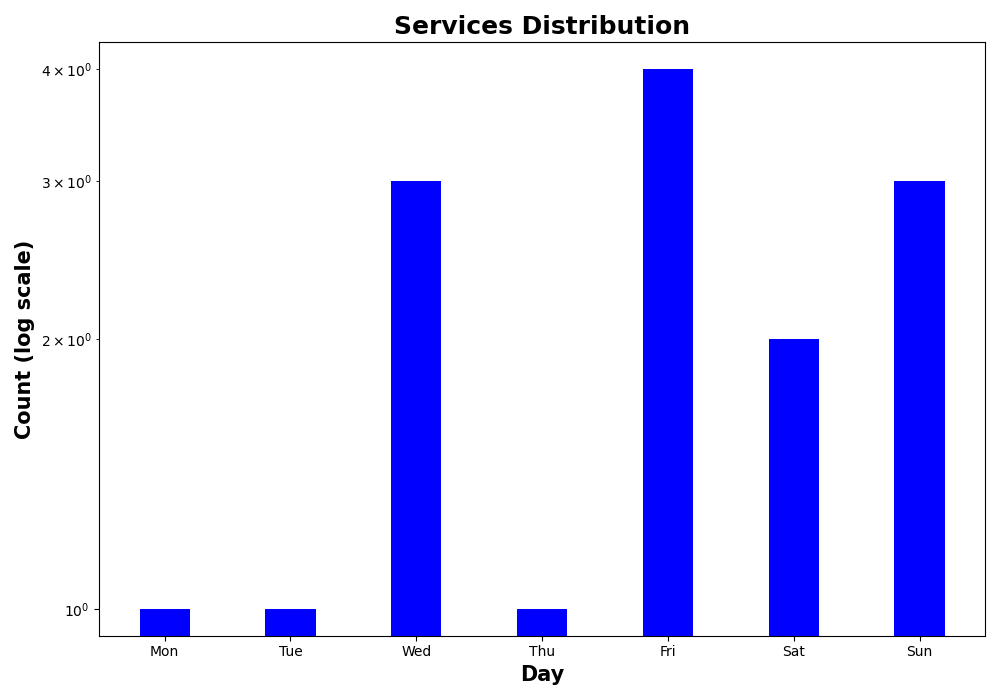 Services Distribution
Count (log scale)
4 × 10⁰
3 × 10⁰
2 × 10⁰
10⁰
Mon Tue Wed Thu Fri Sat Sun
Day